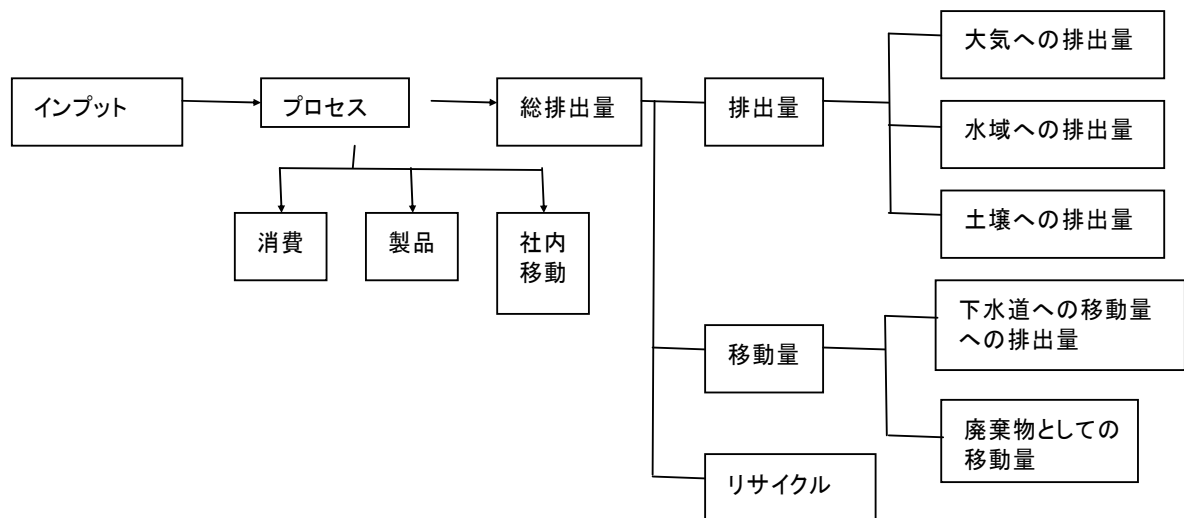 インプット
プロセス
総排出量
排出量
大気への排出量
水域への排出量
土壌への排出量
消費
製品
社内
移動
移動量
下水道への移動量
への排出量
廃棄物としての
移動量
リサイクル